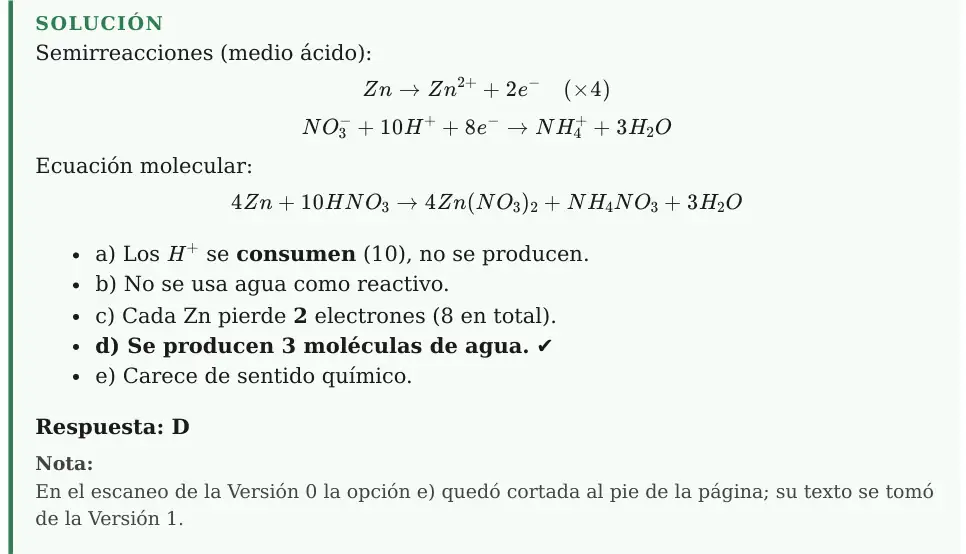 SOLUCIÓN
Semirreacciones (medio ácido):
Zn → Zn²⁺ + 2e⁻ (×4)
NO₃⁻ + 10H⁺ + 8e⁻ → NH₄⁺ + 3H₂O
Ecuación molecular:
4Zn + 10HNO₃ → 4Zn(NO₃)₂ + NH₄NO₃ + 3H₂O
• a) Los H⁺ se consumen (10), no se producen.
• b) No se usa agua como reactivo.
• c) Cada Zn pierde 2 electrones (8 en total).
• d) Se producen 3 moléculas de agua. ✔
• e) Carece de sentido químico.
Respuesta: D
Nota:
En el escaneo de la Versión 0 la opción e) quedó cortada al pie de la página; su texto se tomó
de la Versión 1.